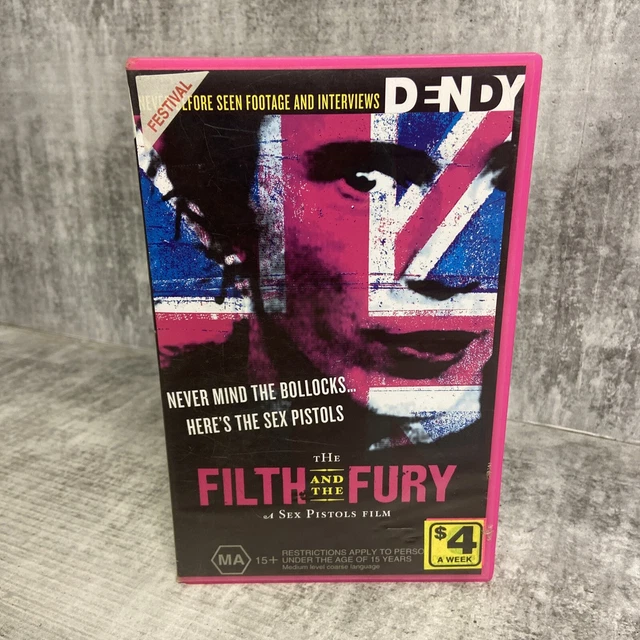 FESTIVAL
BEFORE SEEN FOOTAGE AND INTERVIEWS DENDY
NEVER MIND THE BOLLOCKS...
HERE'S THE SEX PISTOLS
THE
FILTH AND THE FURY
A SEX PISTOLS FILM
MA 15+ RESTRICTIONS APPLY TO
UNDER THE AGE OF 15 YEARS
Medium level coarse language
$4
A WEEK